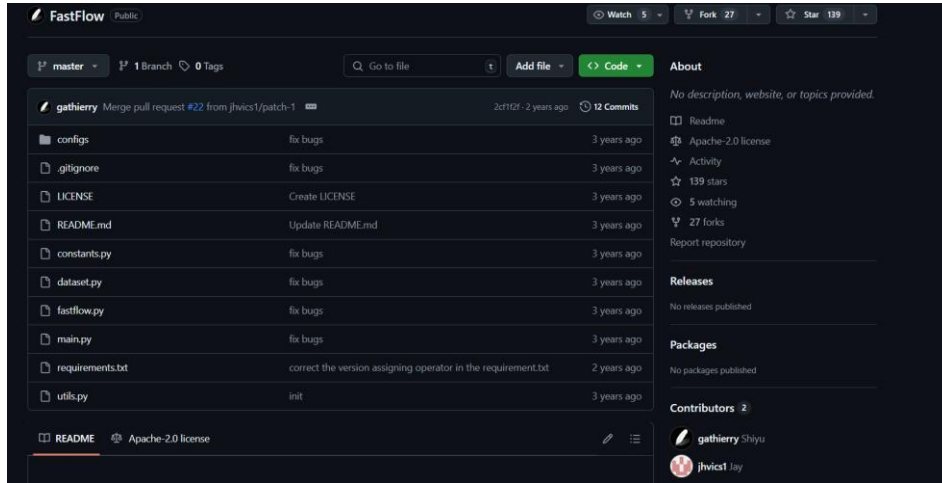 FastFlow Public
Watch 5
Fork 27
Star 139
master
1 Branch
0 Tags
Go to file
t
Add file
<> Code
gathierry Merge pull request #22 from jhvics1/patch-1
2cf1f2f · 2 years ago
12 Commits
configs fix bugs 3 years ago
.gitignore fix bugs 3 years ago
LICENSE Create LICENSE 3 years ago
README.md Update README.md 3 years ago
constants.py fix bugs 3 years ago
dataset.py fix bugs 3 years ago
fastflow.py fix bugs 3 years ago
main.py fix bugs 3 years ago
requirements.txt correct the version assigning operator in the requirement.txt 2 years ago
utils.py init 3 years ago
README
Apache-2.0 license
About
No description, website, or topics provided.
Readme
Apache-2.0 license
Activity
139 stars
5 watching
27 forks
Report repository
Releases
No releases published
Packages
No packages published
Contributors 2
gathierry Shiyu
jhvics1 Jay